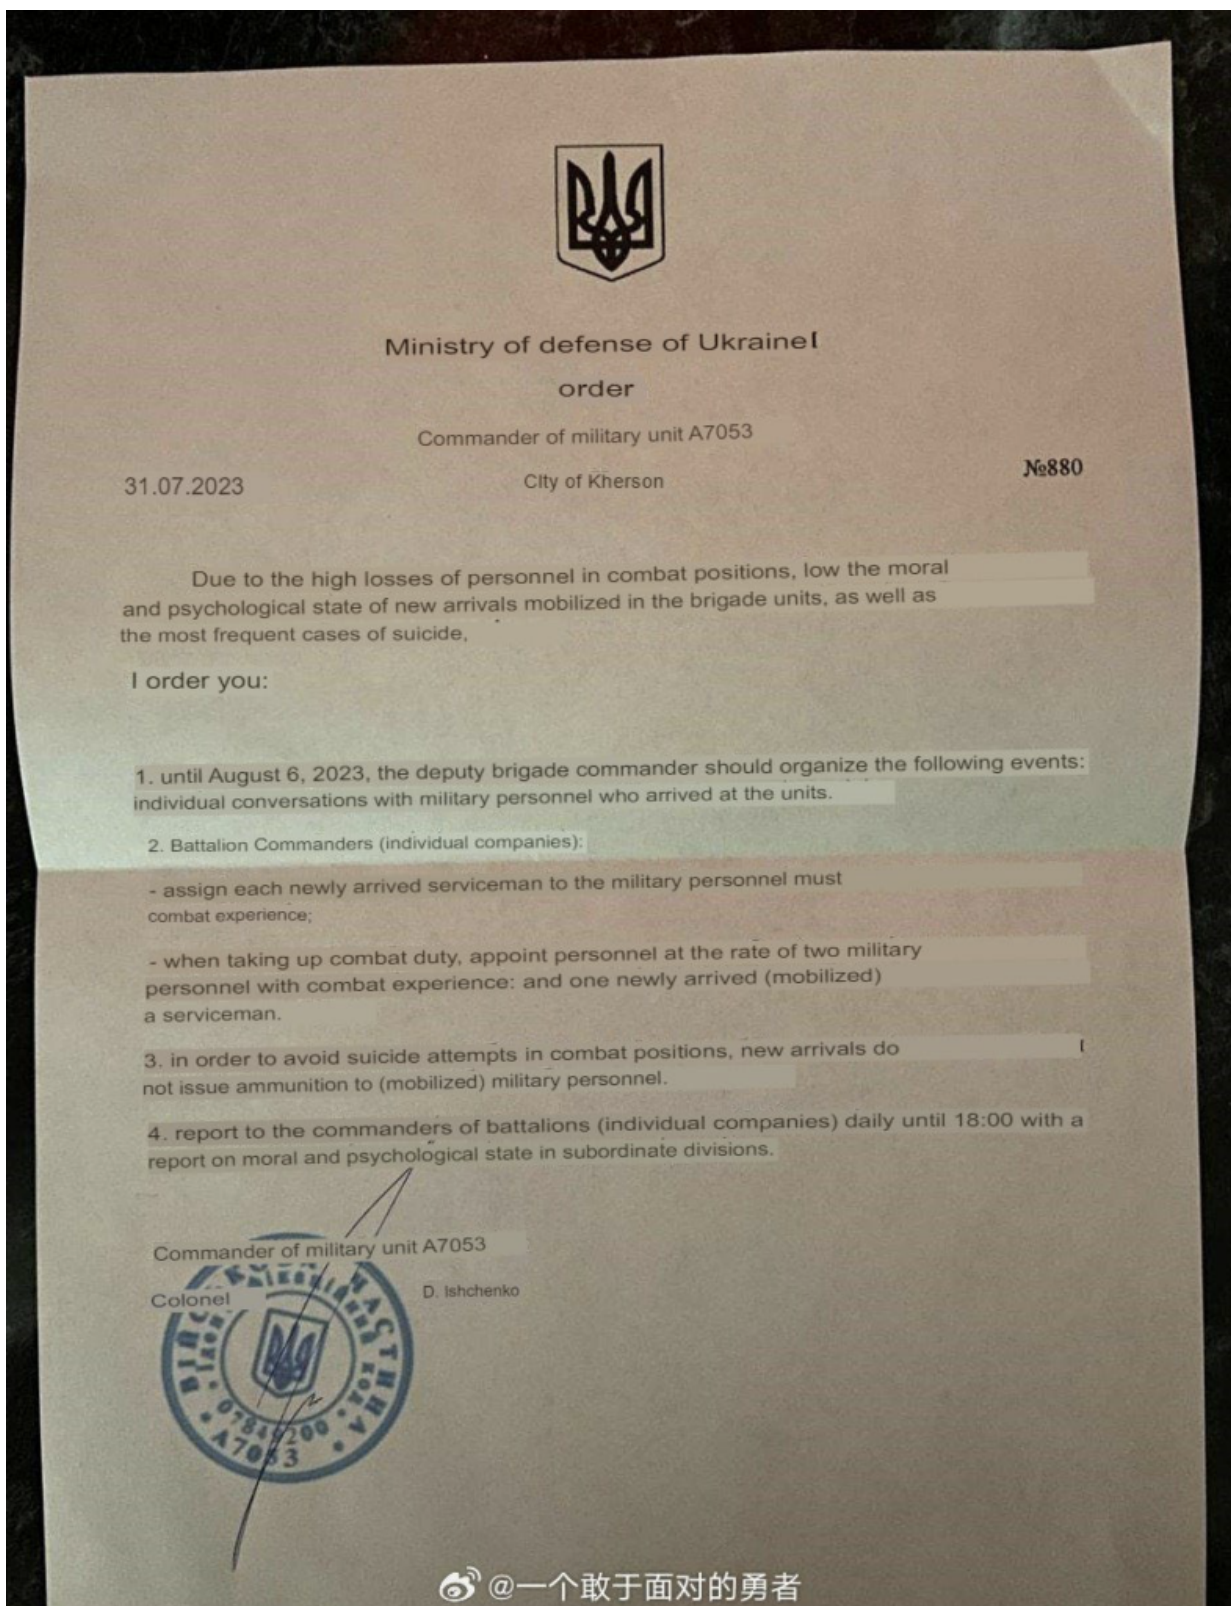 Ministry of defense of Ukrainel
order
Commander of military unit A7053
31.07.2023
CIty of Kherson
№880
Due to the high losses of personnel in combat positions, low the moral
and psychological state of new arrivals mobilized in the brigade units, as well as
the most frequent cases of suicide,
I order you:
1. until August 6, 2023, the deputy brigade commander should organize the following events:
individual conversations with military personnel who arrived at the units.
2. Battalion Commanders (individual companies):
- assign each newly arrived serviceman to the military personnel must
combat experience;
- when taking up combat duty, appoint personnel at the rate of two military
personnel with combat experience: and one newly arrived (mobilized)
a serviceman.
3. in order to avoid suicide attempts in combat positions, new arrivals do
not issue ammunition to (mobilized) military personnel.
4. report to the commanders of battalions (individual companies) daily until 18:00 with a
report on moral and psychological state in subordinate divisions.
Commander of military unit A7053
Colonel
D. Ishchenko
ЧАСТИНА
код
A7053
@一个敢于面对的勇者